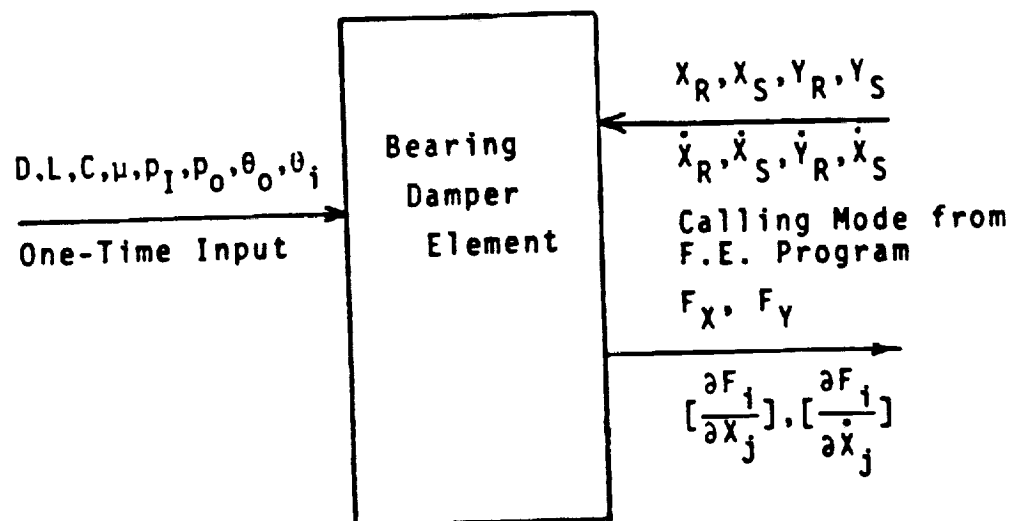 D,L,C,μ,p_I,p_o,θ_o,θ_i
One-Time Input
Bearing
Damper
Element
X_R,X_S,Y_R,Y_S
Ẋ_R,Ẋ_S,Ẏ_R,Ẋ_S
Calling Mode from
F.E. Program
F_X, F_Y
[∂F_i/∂X_j],[∂F_i/∂Ẋ_j]